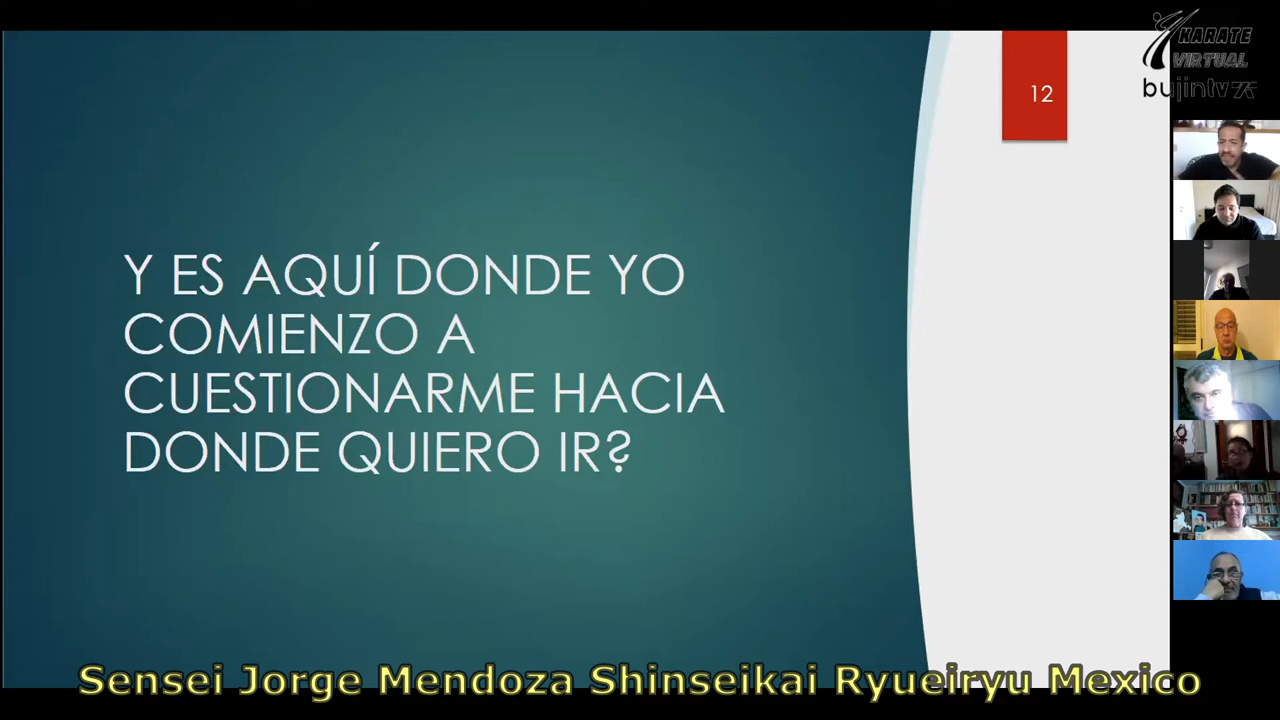 12
KARATE
VIRTUAL
bujintv
Y ES AQUÍ DONDE YO
COMIENZO A
CUESTIONARME HACIA
DONDE QUIERO IR?
Sensei Jorge Mendoza Shinseikai Ryueiryu Mexico